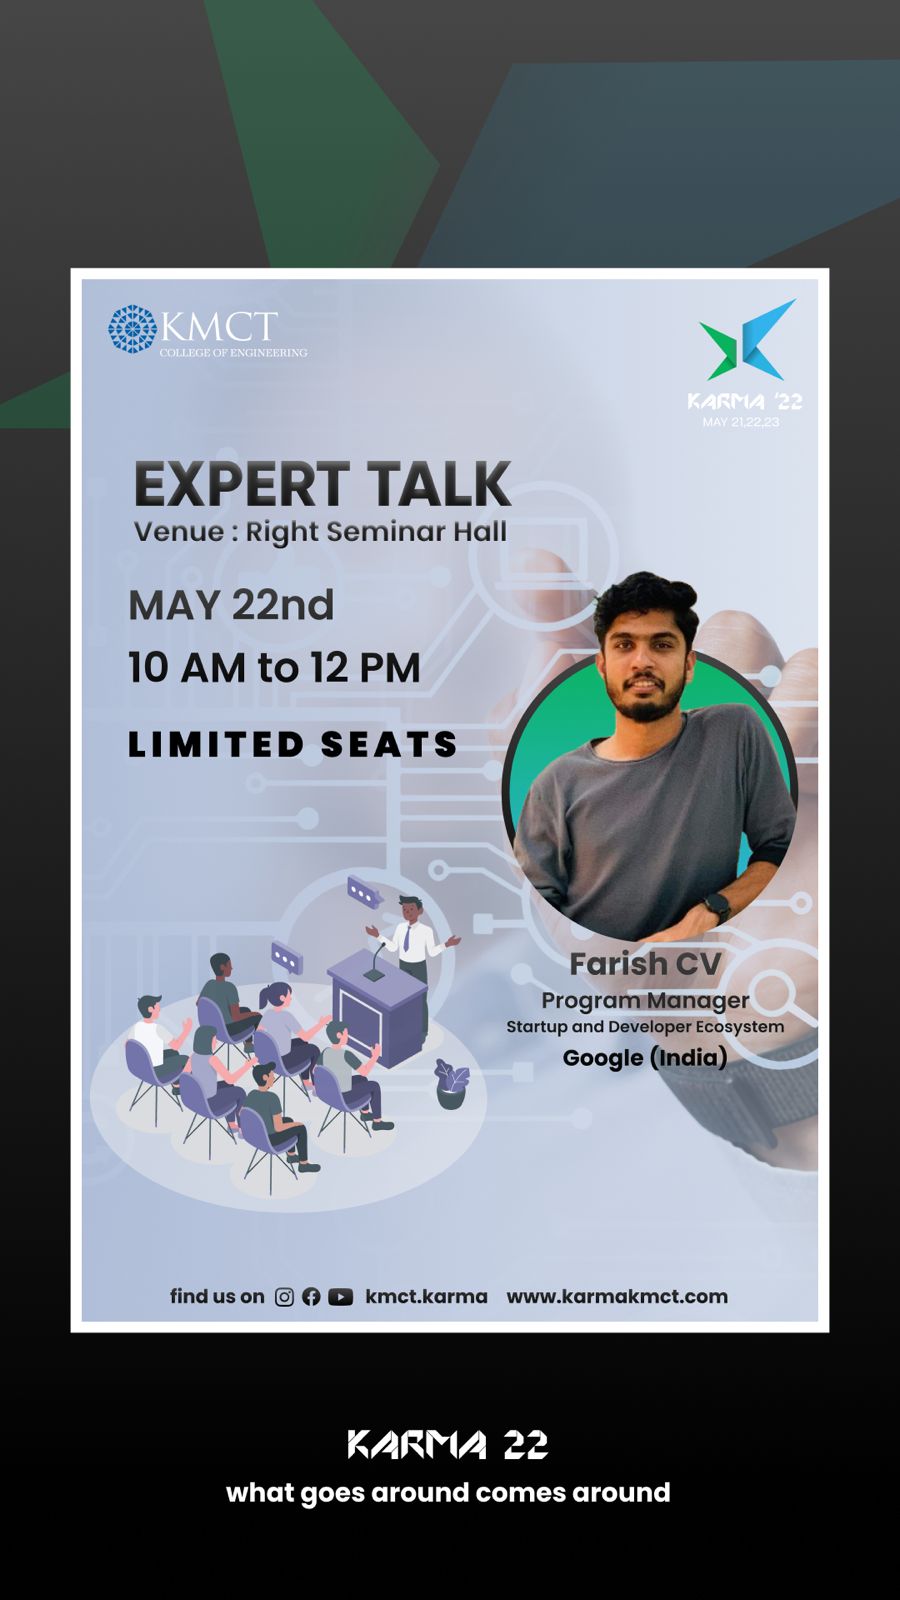 KMCT
COLLEGE OF ENGINEERING
KARMA '22
MAY 21,22,23
EXPERT TALK
Venue : Right Seminar Hall
MAY 22nd
10 AM to 12 PM
LIMITED SEATS
Farish CV
Program Manager
Startup and Developer Ecosystem
Google (India)
find us on kmct.karma www.karmakmct.com
KARMA 22
what goes around comes around